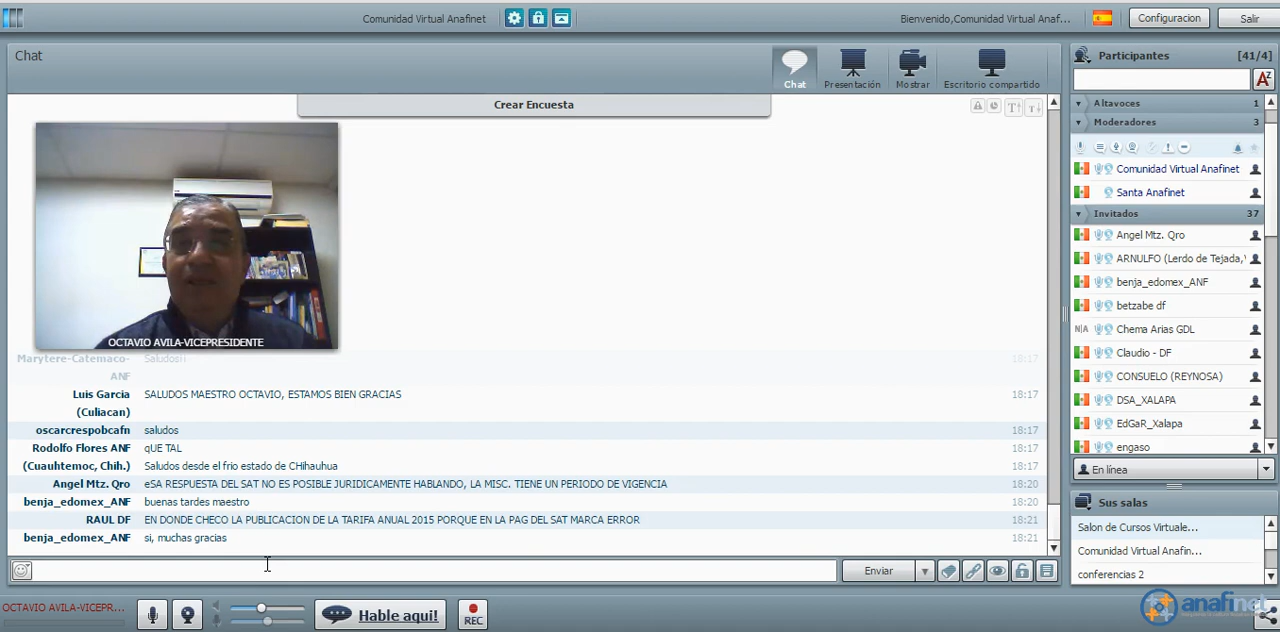 Comunidad Virtual Anafinet
Bienvenido,Comunidad Virtual Anaf...
Configuracion
Salir
Chat
Chat
Presentación
Mostrar
Escritorio compartido
Crear Encuesta
OCTAVIO AVILA-VICEPRESIDENTE
Marytere-Catemaco- Saludos¡¡ 18:17
ANF
Luis Garcia SALUDOS MAESTRO OCTAVIO, ESTAMOS BIEN GRACIAS 18:17
(Culiacan)
oscarcrespobcafn saludos 18:17
Rodolfo Flores ANF qUE TAL 18:17
(Cuauhtemoc, Chih.) Saludos desde el frio estado de CHihauhua 18:17
Angel Mtz. Qro eSA RESPUESTA DEL SAT NO ES POSIBLE JURIDICAMENTE HABLANDO, LA MISC. TIENE UN PERIODO DE VIGENCIA 18:20
benja_edomex_ANF buenas tardes maestro 18:20
RAUL DF EN DONDE CHECO LA PUBLICACION DE LA TARIFA ANUAL 2015 PORQUE EN LA PAG DEL SAT MARCA ERROR 18:21
benja_edomex_ANF si, muchas gracias 18:21
Enviar
OCTAVIO AVILA-VICEPR...
Hable aqui!
REC
Participantes [41/4]
Altavoces 1
Moderadores 3
Comunidad Virtual Anafinet
Santa Anafinet
Invitados 37
Angel Mtz. Qro
ARNULFO (Lerdo de Tejada,
benja_edomex_ANF
betzabe df
N/A Chema Arias GDL
Claudio - DF
CONSUELO (REYNOSA)
DSA_XALAPA
EdGaR_Xalapa
engaso
En línea
Sus salas
Salon de Cursos Virtuale...
Comunidad Virtual Anafin...
conferencias 2
anafinet